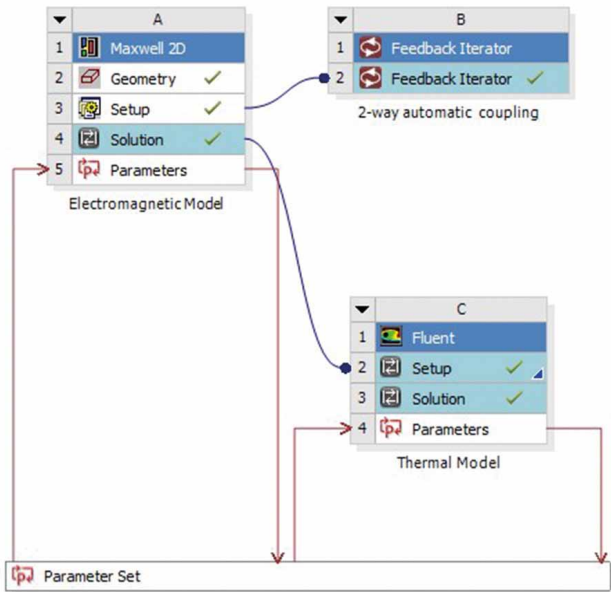 A
1 Maxwell 2D
2 Geometry
3 Setup
4 Solution
5 Parameters
Electromagnetic Model
B
1 Feedback Iterator
2 Feedback Iterator
2-way automatic coupling
C
1 Fluent
2 Setup
3 Solution
4 Parameters
Thermal Model
Parameter Set